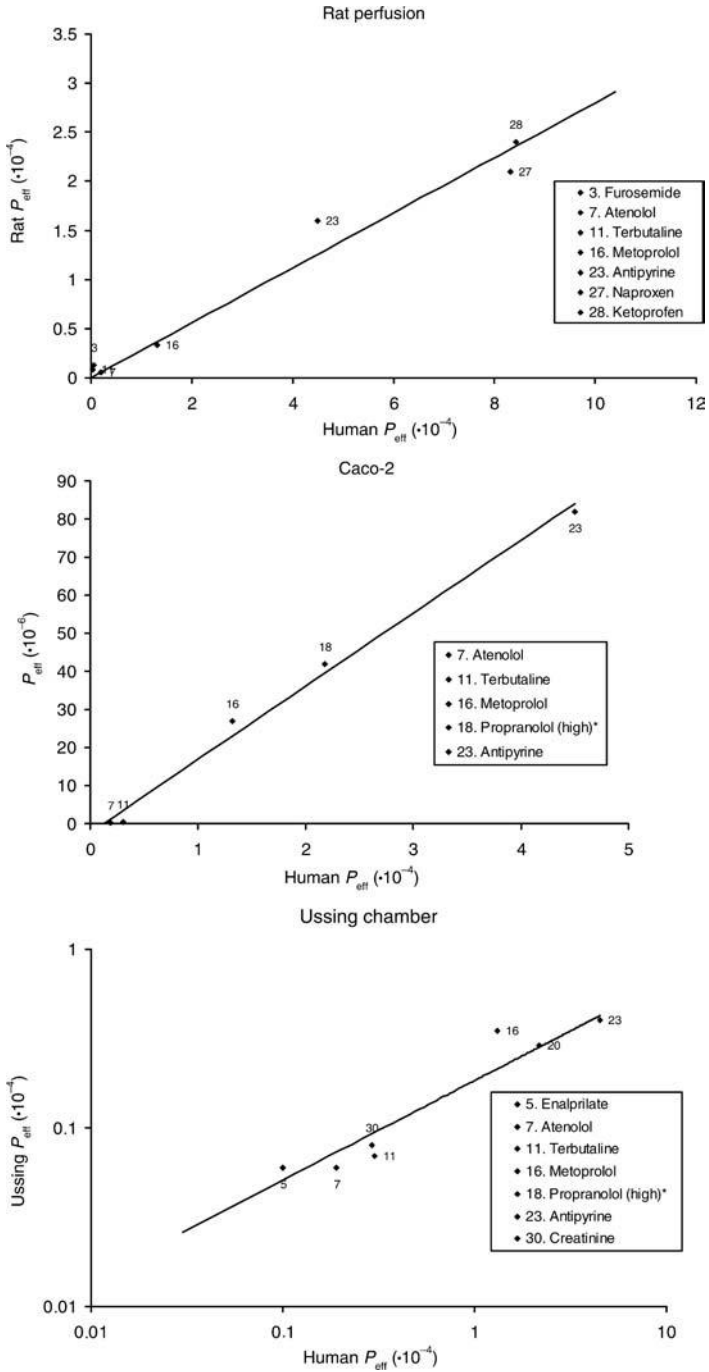 Rat perfusion
3.5
3
2.5
2
1.5
1
0.5
0
Rat Peff (·10−4)
28
27
23
16
3
7
3. Furosemide
7. Atenolol
11. Terbutaline
16. Metoprolol
23. Antipyrine
27. Naproxen
28. Ketoprofen
0 2 4 6 8 10 12
Human Peff (·10−4)
Caco-2
90
80
70
60
50
40
30
20
10
0
Peff (·10−6)
23
18
16
7 11
7. Atenolol
11. Terbutaline
16. Metoprolol
18. Propranolol (high)*
23. Antipyrine
0 1 2 3 4 5
Human Peff (·10−4)
Ussing chamber
1
0.1
0.01
Ussing Peff (·10−4)
16
23
20
30
11
5
7
5. Enalprilate
7. Atenolol
11. Terbutaline
16. Metoprolol
18. Propranolol (high)*
23. Antipyrine
30. Creatinine
0.01 0.1 1 10
Human Peff (·10−4)